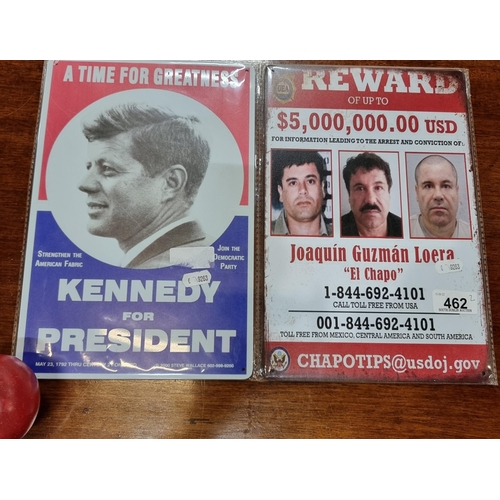 A TIME FOR GREATNESS
STRENGTHEN THE
AMERICAN FABRIC
JOIN THE
DEMOCRATIC
PARTY
KENNEDY
FOR
PRESIDENT
REWARD
OF UP TO
$5,000,000.00 USD
FOR INFORMATION LEADING TO THE ARREST AND CONVICTION OF:
Joaquín Guzmán Loera
"El Chapo"
1-844-692-4101
CALL TOLL FREE FROM USA
462
001-844-692-4101
TOLL FREE FROM MEXICO, CENTRAL AMERICA AND SOUTH AMERICA
CHAPOTIPS@usdoj.gov